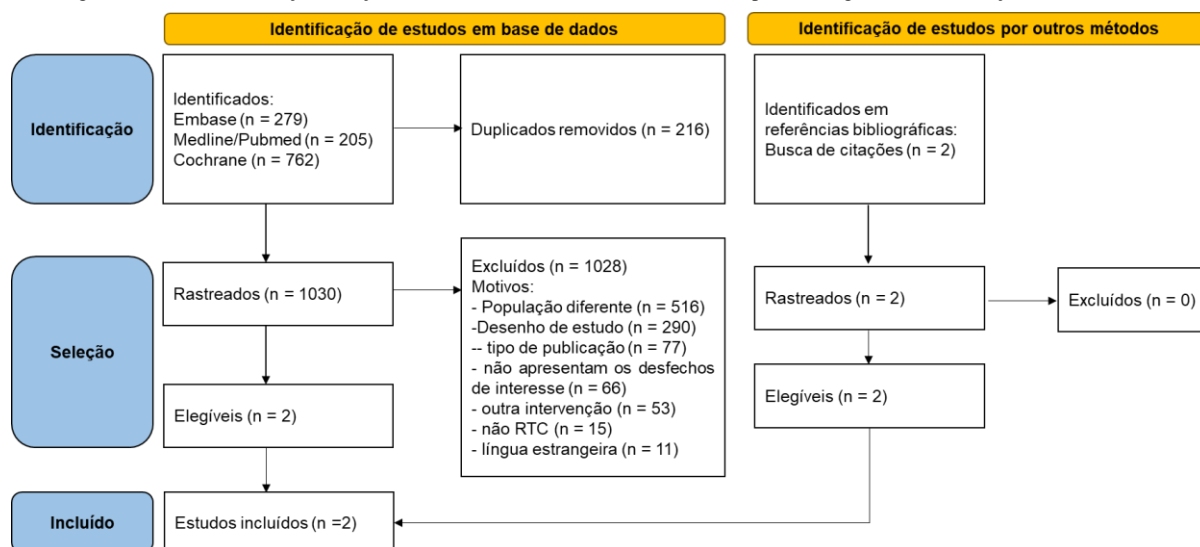 Identificação de estudos em base de dados
Identificação de estudos por outros métodos
Identificação
Identificados:
Embase (n = 279)
Medline/Pubmed (n = 205)
Cochrane (n = 762)
Duplicados removidos (n = 216)
Identificados em
referências bibliográficas:
Busca de citações (n = 2)
Seleção
Rastreados (n = 1030)
Excluídos (n = 1028)
Motivos:
- População diferente (n = 516)
-Desenho de estudo (n = 290)
-- tipo de publicação (n = 77)
- não apresentam os desfechos
de interesse (n = 66)
- outra intervenção (n = 53)
- não RTC (n = 15)
- língua estrangeira (n = 11)
Rastreados (n = 2)
Excluídos (n = 0)
Elegíveis (n = 2)
Elegíveis (n = 2)
Incluído
Estudos incluídos (n =2)